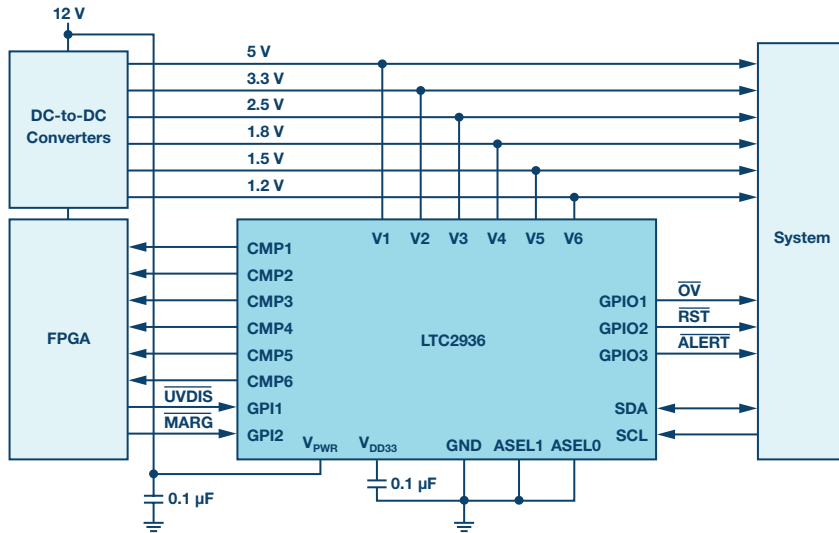 12 V
5 V
3.3 V
2.5 V
1.8 V
1.5 V
1.2 V
DC-to-DC
Converters
System
FPGA
V1 V2 V3 V4 V5 V6
CMP1
CMP2
CMP3
CMP4
CMP5
CMP6
GPI1
GPI2
UVDIS
MARG
LTC2936
GPIO1
GPIO2
GPIO3
OV
RST
ALERT
SDA
SCL
VPWR VDD33 GND ASEL1 ASEL0
0.1 µF
0.1 µF